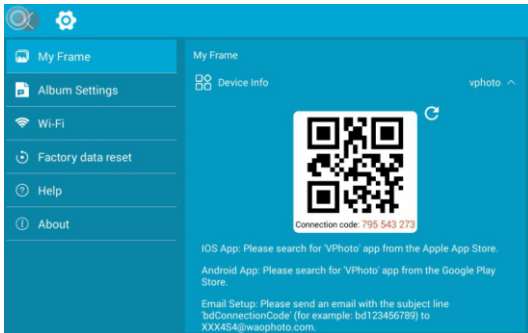 My Frame
Album Settings
Wi-Fi
Factory data reset
Help
About
My Frame
Device Info
vphoto
Connection code: 795 543 273
IOS App: Please search for 'VPhoto' app from the Apple App Store.
Android App: Please search for 'VPhoto' app from the Google Play
Store.
Email Setup: Please send an email with the subject line
'bdConnectionCode' (for example: bd123456789) to
XXX4S4@waophoto.com.